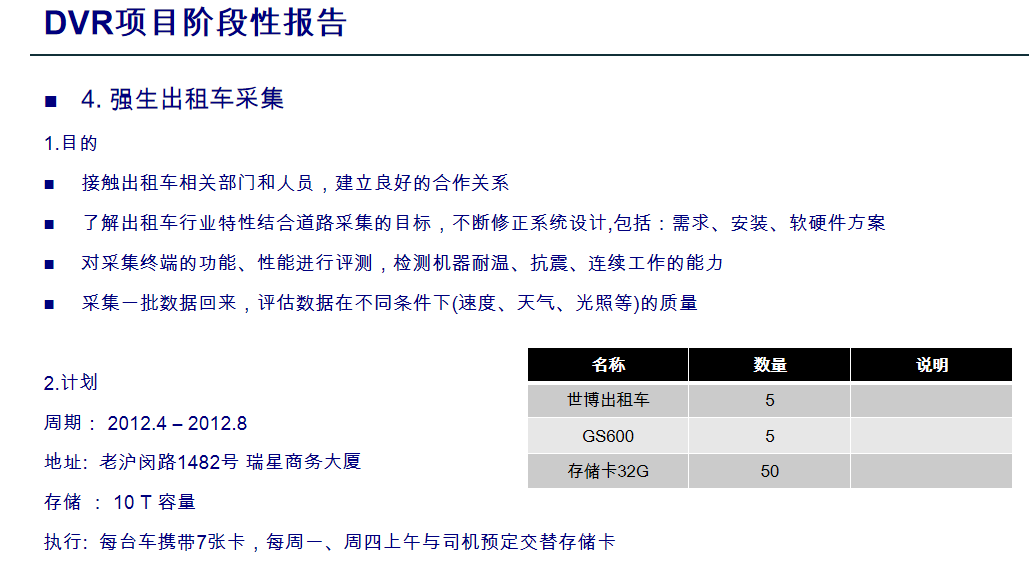 DVR项目阶段性报告
■ 4. 强生出租车采集
1.目的
■ 接触出租车相关部门和人员，建立良好的合作关系
■ 了解出租车行业特性结合道路采集的目标，不断修正系统设计,包括：需求、安装、软硬件方案
■ 对采集终端的功能、性能进行评测，检测机器耐温、抗震、连续工作的能力
■ 采集一批数据回来，评估数据在不同条件下(速度、天气、光照等)的质量
2.计划
周期： 2012.4 – 2012.8
地址: 老沪闵路1482号 瑞星商务大厦
存储 ： 10 T 容量
执行: 每台车携带7张卡，每周一、周四上午与司机预定交替存储卡
名称 数量 说明
世博出租车 5
GS600 5
存储卡32G 50